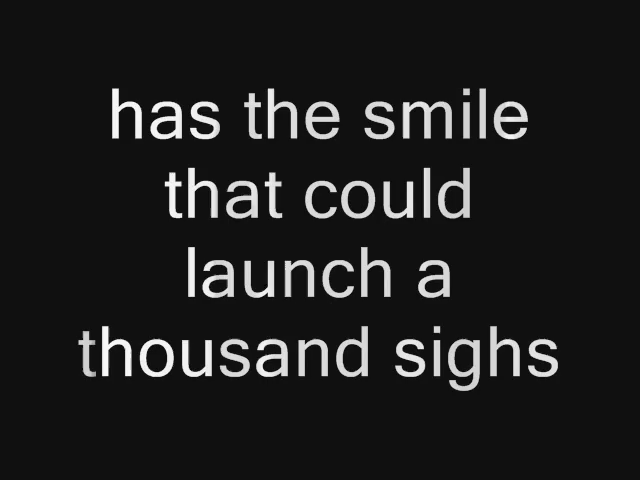 has the smile
that could
launch a
thousand sighs